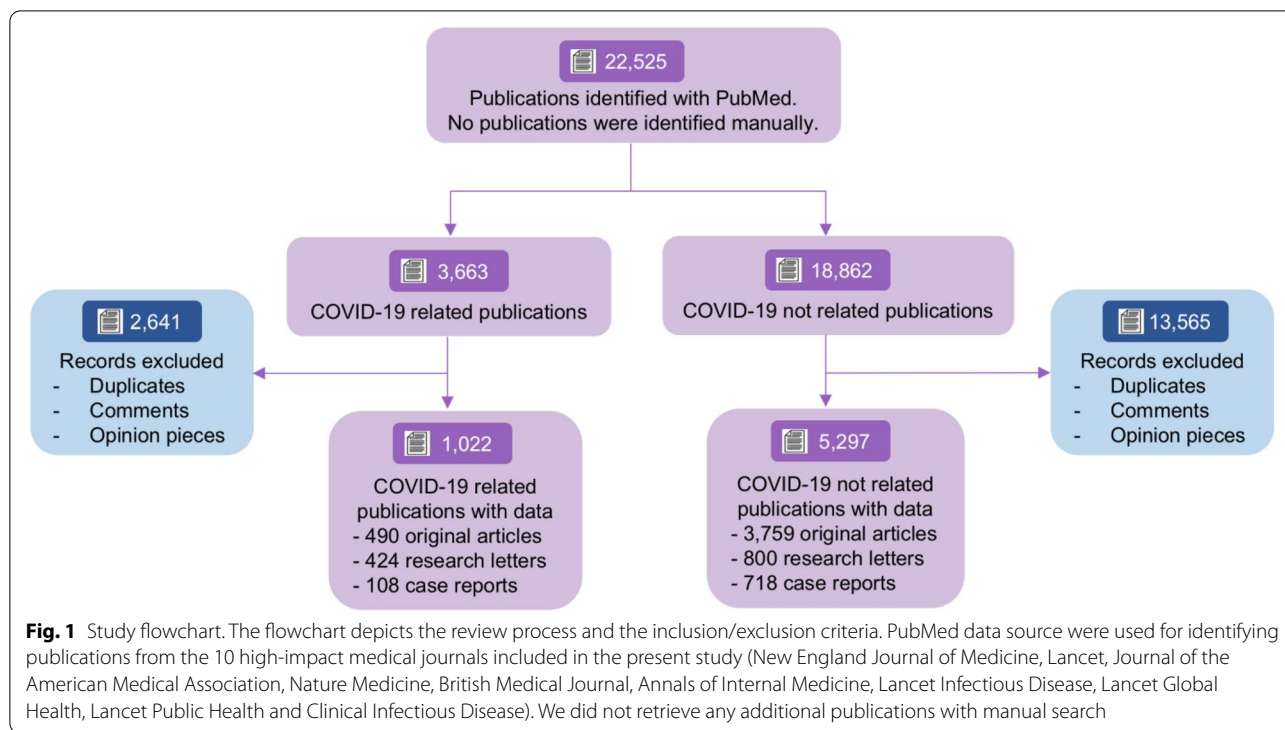 22,525
Publications identified with PubMed.
No publications were identified manually.
3,663
COVID-19 related publications
18,862
COVID-19 not related publications
2,641
Records excluded
- Duplicates
- Comments
- Opinion pieces
13,565
Records excluded
- Duplicates
- Comments
- Opinion pieces
1,022
COVID-19 related
publications with data
- 490 original articles
- 424 research letters
- 108 case reports
5,297
COVID-19 not related
publications with data
- 3,759 original articles
- 800 research letters
- 718 case reports
Fig. 1 Study flowchart. The flowchart depicts the review process and the inclusion/exclusion criteria. PubMed data source were used for identifying
publications from the 10 high-impact medical journals included in the present study (New England Journal of Medicine, Lancet, Journal of the
American Medical Association, Nature Medicine, British Medical Journal, Annals of Internal Medicine, Lancet Infectious Disease, Lancet Global
Health, Lancet Public Health and Clinical Infectious Disease). We did not retrieve any additional publications with manual search